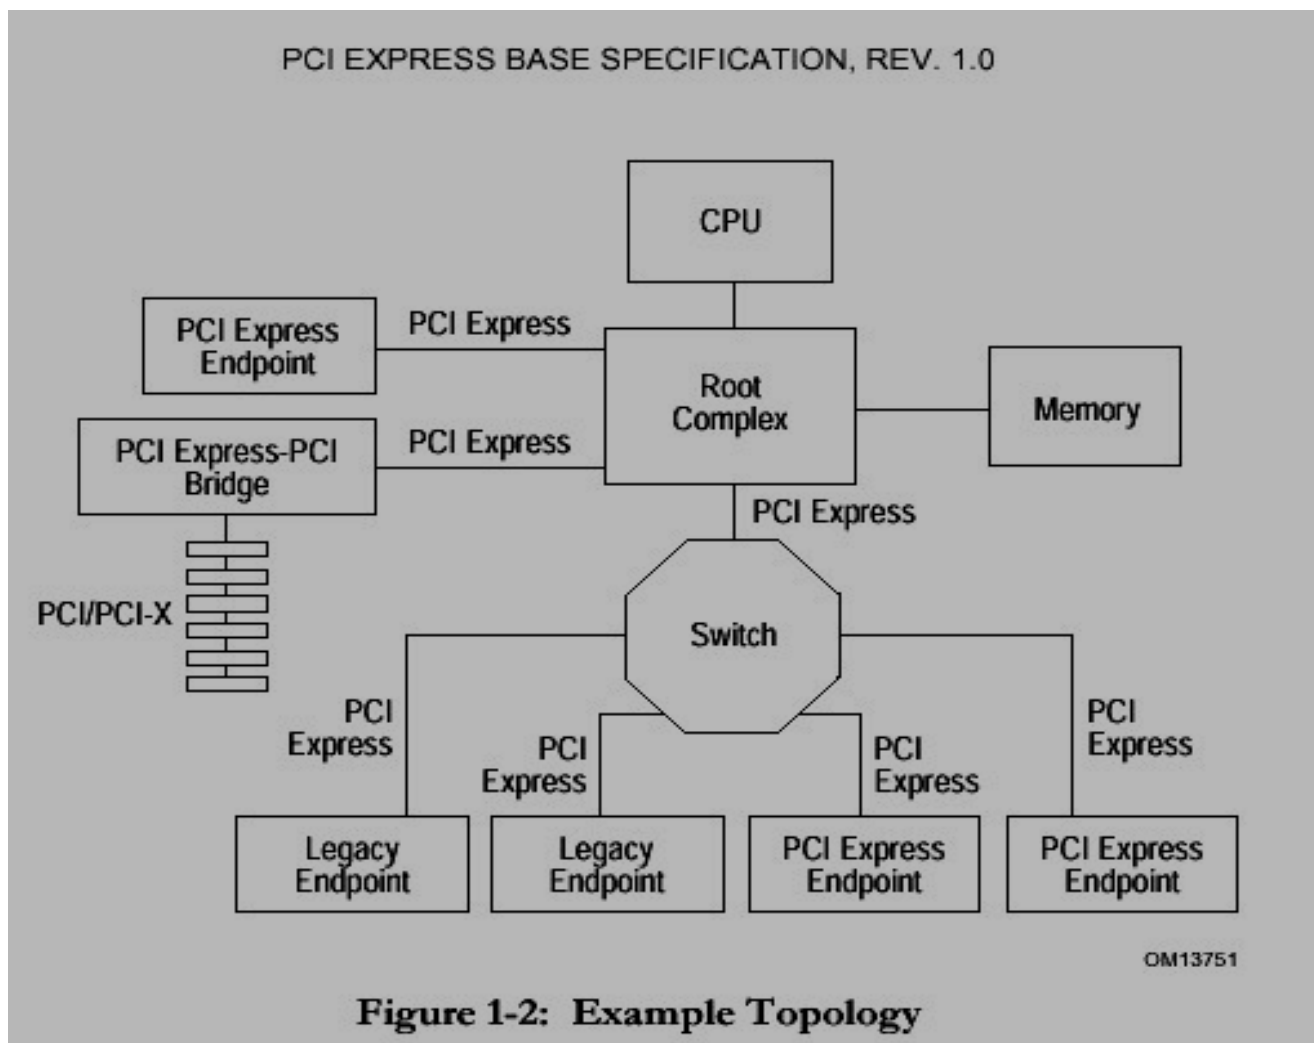 PCI EXPRESS BASE SPECIFICATION, REV. 1.0
CPU
PCI Express
Endpoint
PCI Express
Root
Complex
Memory
PCI Express-PCI
Bridge
PCI Express
PCI Express
PCI/PCI-X
Switch
PCI
Express
PCI
Express
PCI
Express
PCI
Express
Legacy
Endpoint
Legacy
Endpoint
PCI Express
Endpoint
PCI Express
Endpoint
OM13751
Figure 1-2: Example Topology